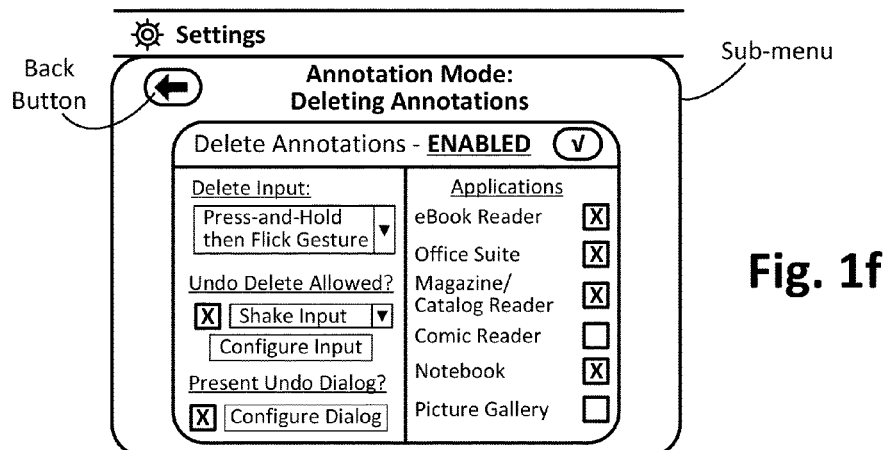 Settings
Back
Button
Sub-menu
Annotation Mode:
Deleting Annotations
Delete Annotations - ENABLED √
Delete Input:
Press-and-Hold
then Flick Gesture ▼
Undo Delete Allowed?
X Shake Input ▼
Configure Input
Present Undo Dialog?
X Configure Dialog
Applications
eBook Reader X
Office Suite X
Magazine/
Catalog Reader X
Comic Reader
Notebook X
Picture Gallery
Fig. 1f